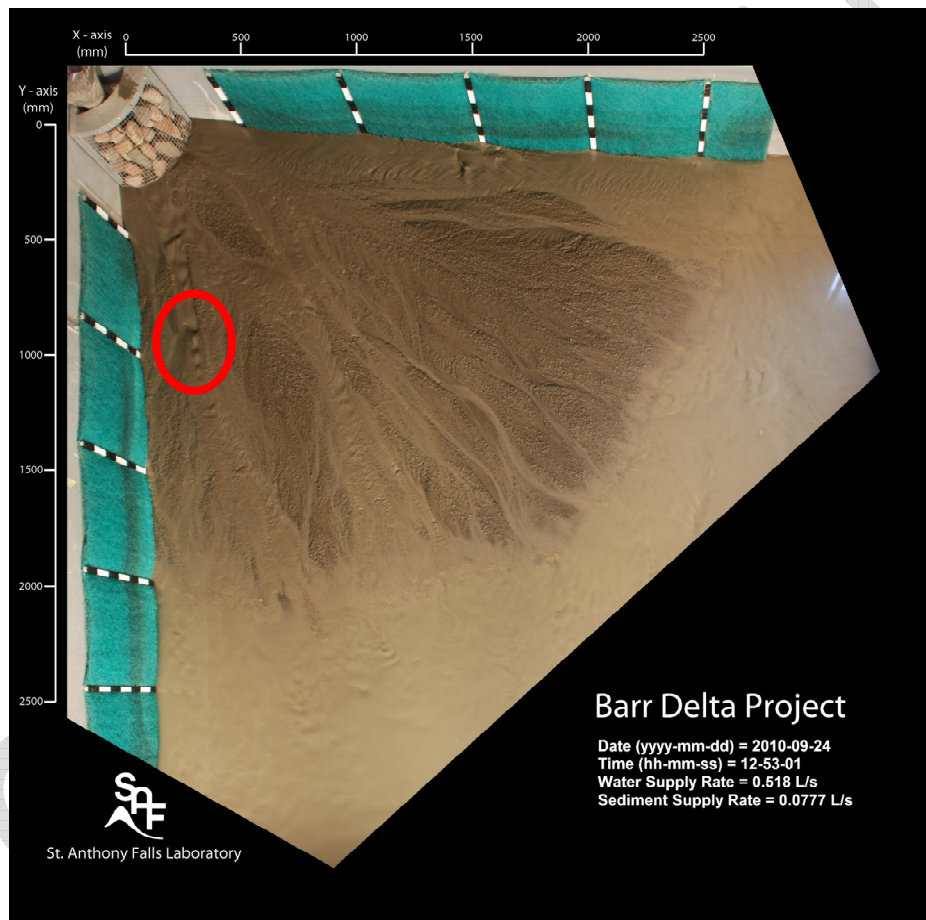 X - axis
(mm)
0
500
1000
1500
2000
2500
Y - axis
(mm)
0
500
1000
1500
2000
2500
Barr Delta Project
Date (yyyy-mm-dd) = 2010-09-24
Time (hh-mm-ss) = 12-53-01
Water Supply Rate = 0.518 L/s
Sediment Supply Rate = 0.0777 L/s
SAF
St. Anthony Falls Laboratory